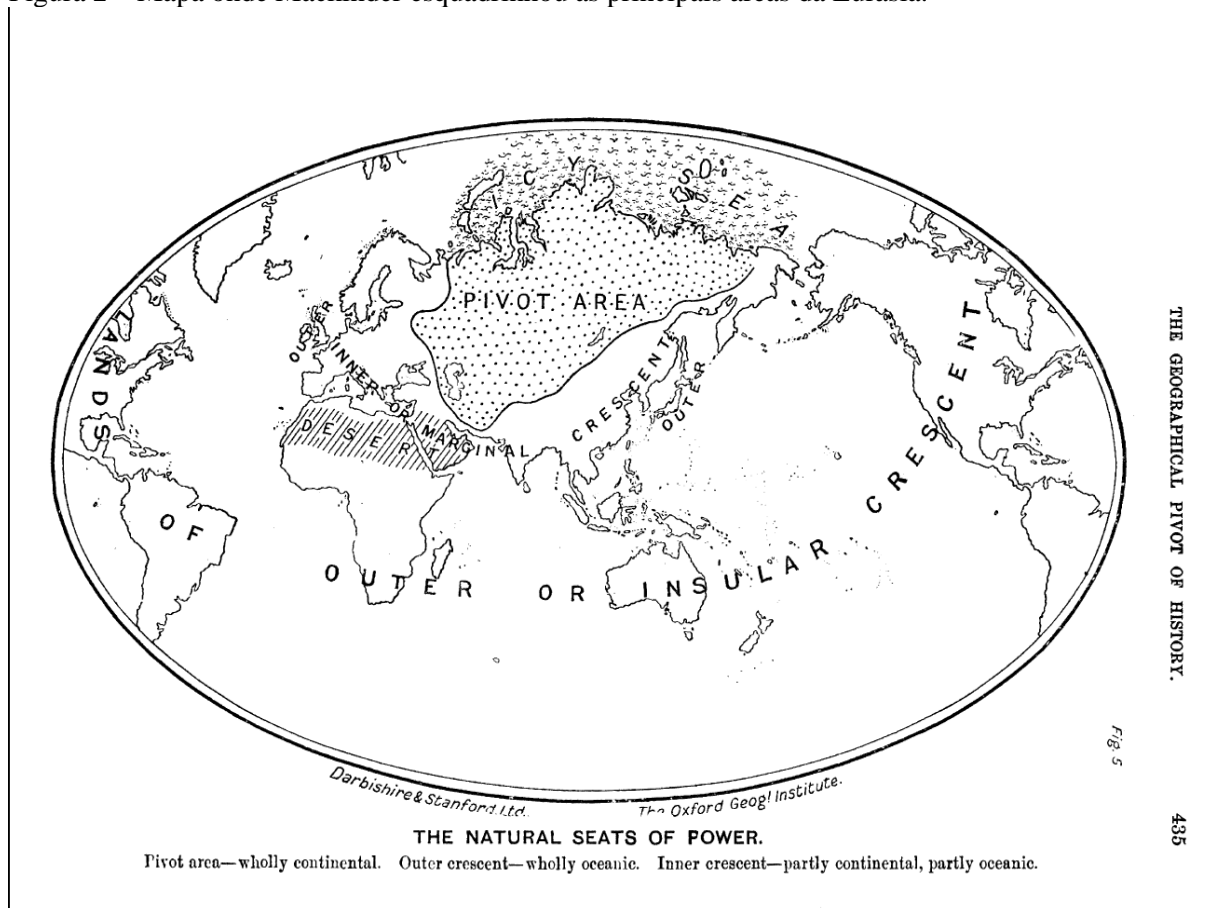 Figura 2 – Mapa onde Mackinder esquadrinhou as principais áreas da Eurásia.
ICY SEA
PIVOT AREA
OUTER
INNER
OR
MARGINAL
CRESCENT
OUTER
DESERT
LANDS
OF
OUTER OR INSULAR CRESCENT
THE GEOGRAPHICAL PIVOT OF HISTORY.
435
Fig. 5
Darbishire & Stanford, Ltd.
The Oxford Geog! Institute.
THE NATURAL SEATS OF POWER.
Pivot area—wholly continental. Outer crescent—wholly oceanic. Inner crescent—partly continental, partly oceanic.